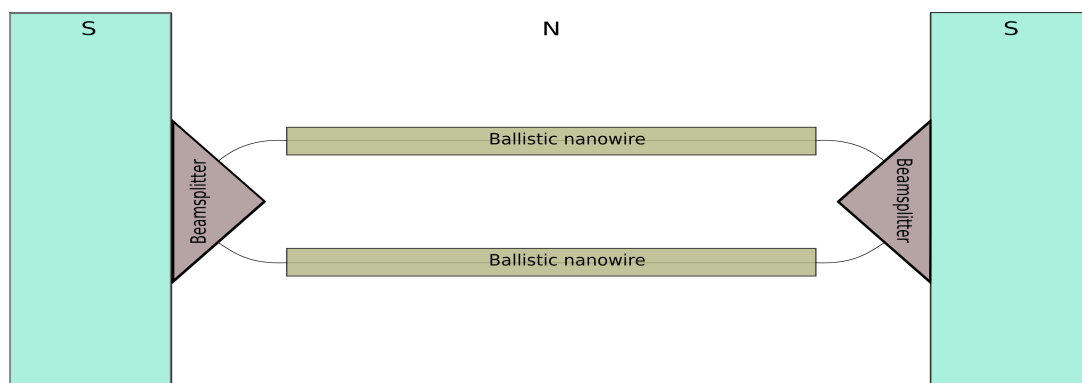 S
N
S
Ballistic nanowire
Beamsplitter
Beamsplitter
Ballistic nanowire